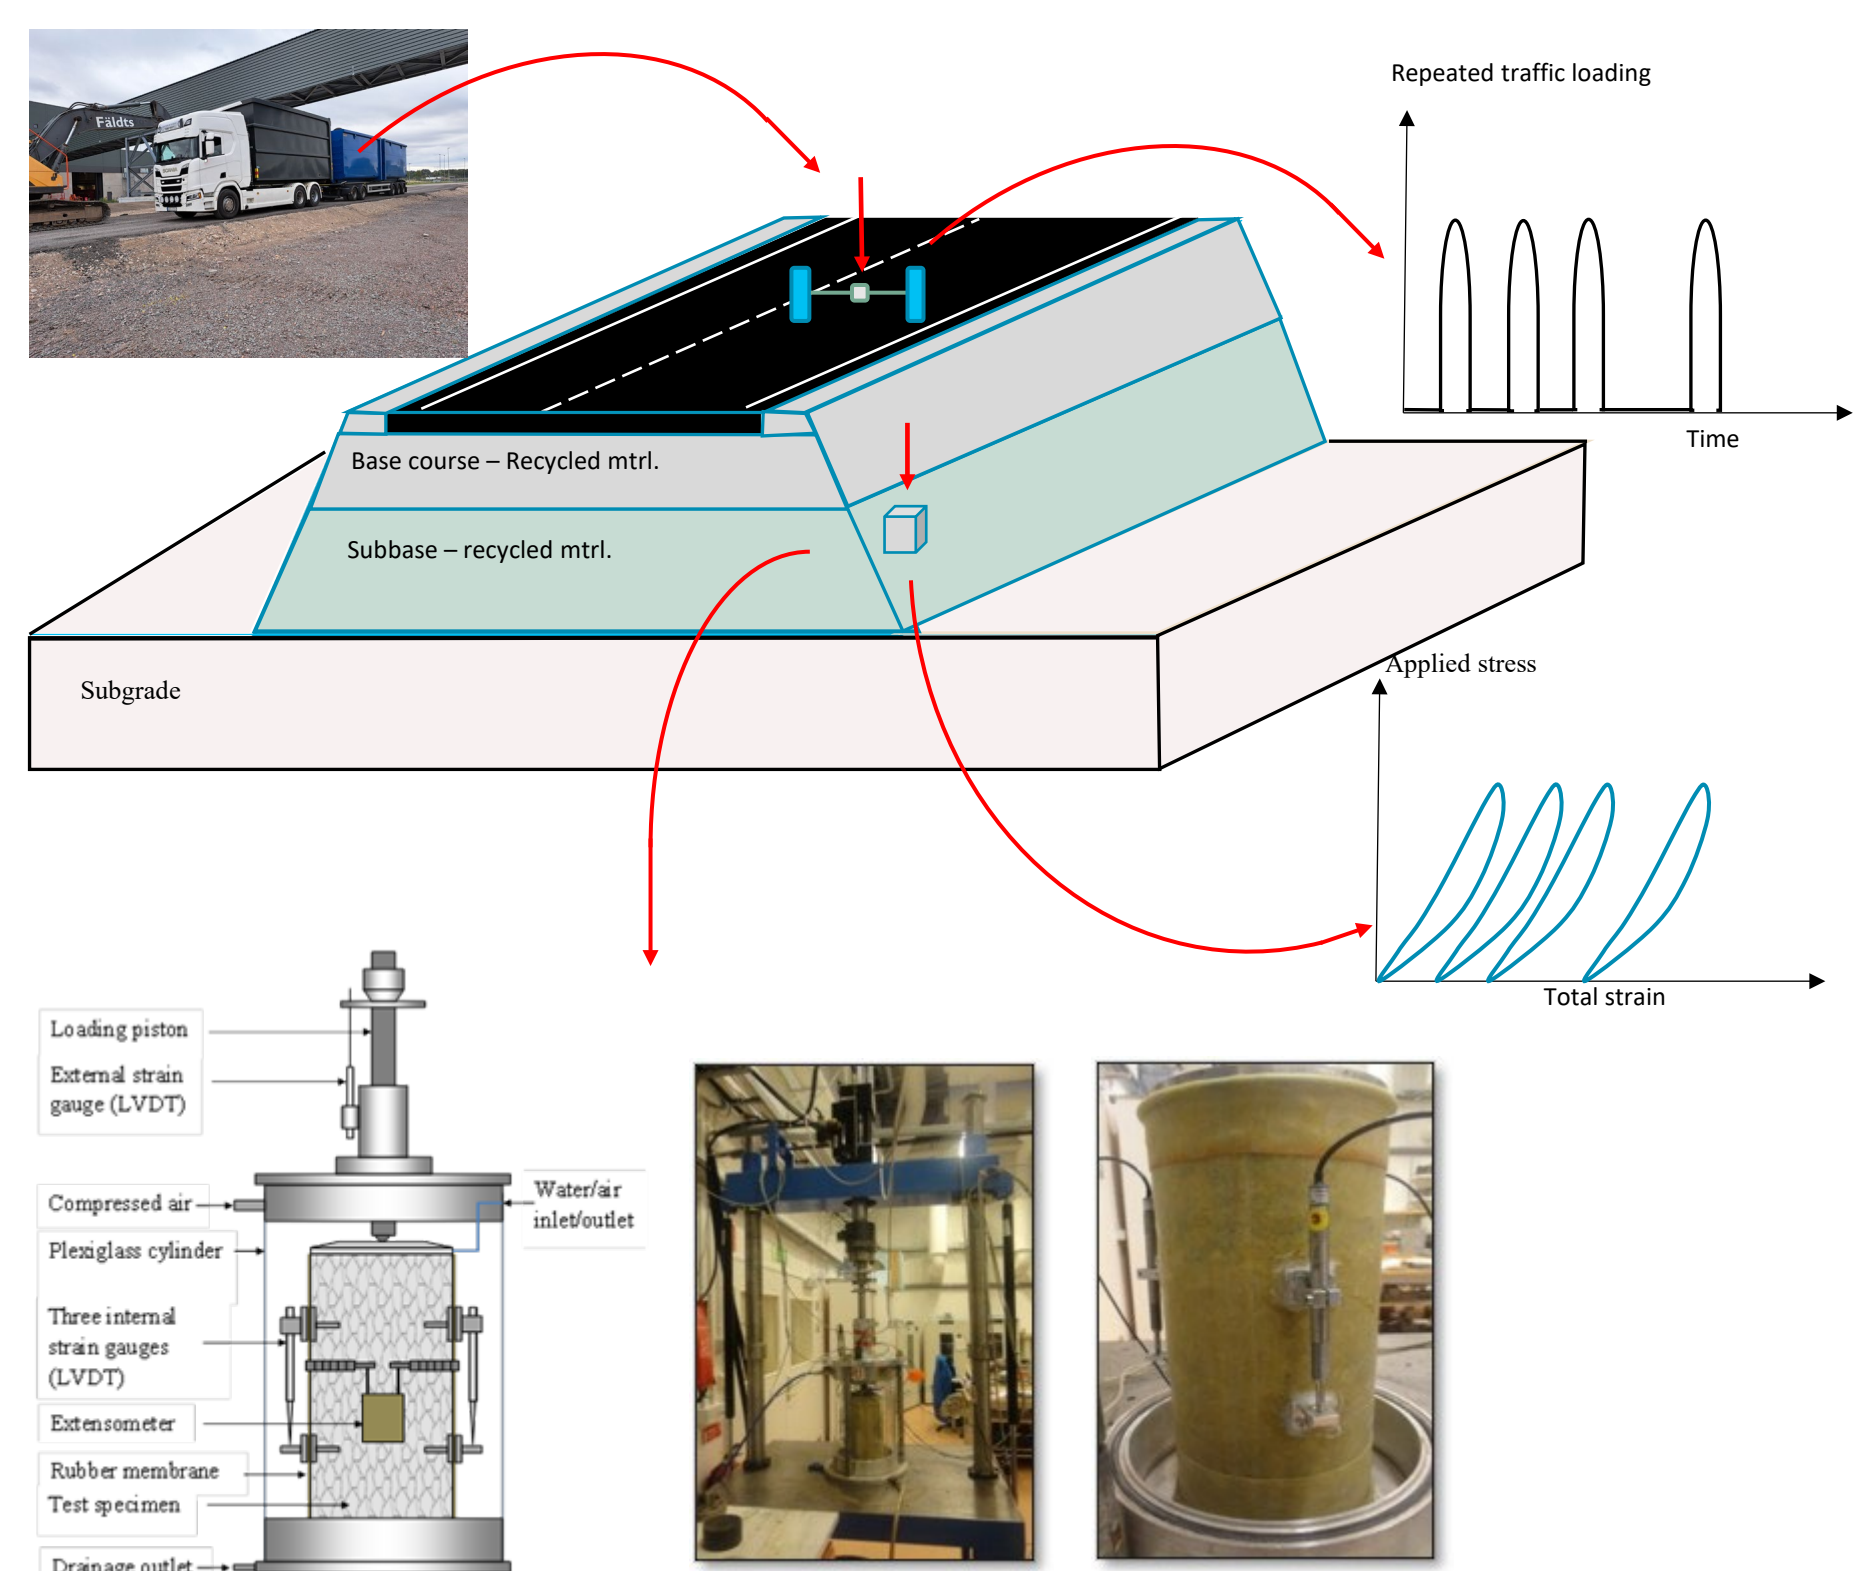 Fäldts
Repeated traffic loading
Time
Base course – Recycled mtrl.
Subbase – recycled mtrl.
Subgrade
Applied stress
Total strain
Loading piston
External strain
gauge (LVDT)
Compressed air
Water/air
inlet/outlet
Plexiglass cylinder
Three internal
strain gauges
(LVDT)
Extensometer
Rubber membrane
Test specimen
Drainage outlet